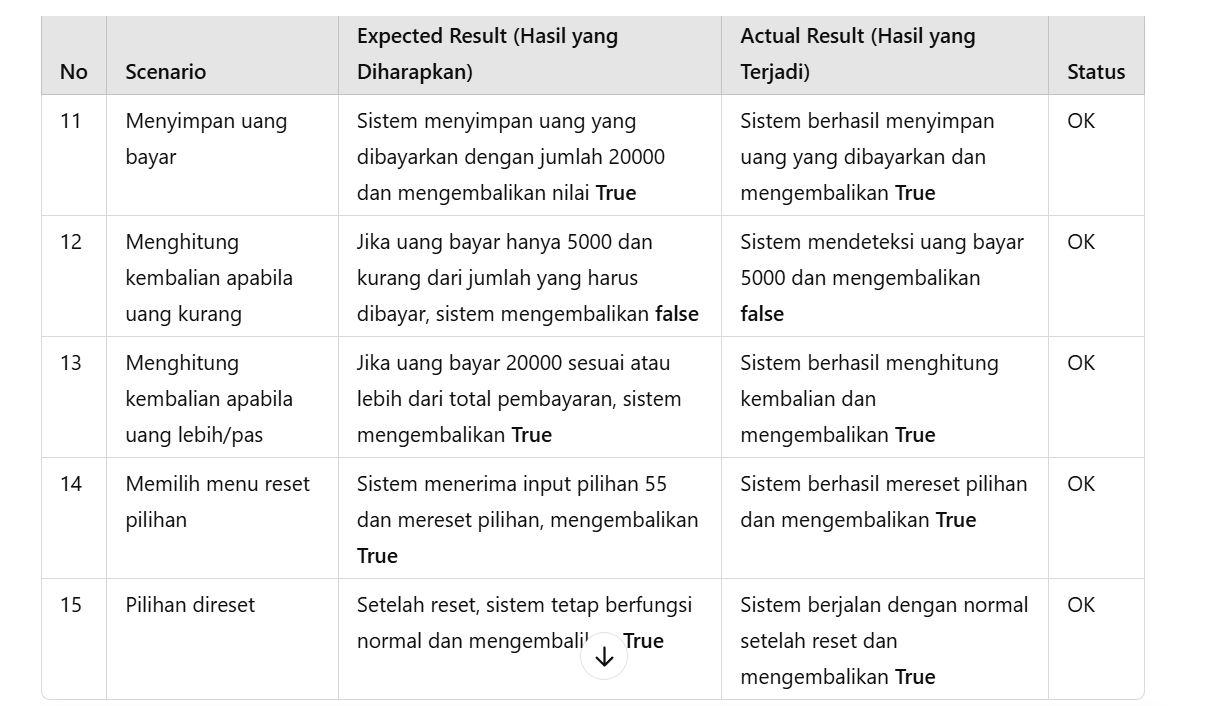 No
Scenario
Expected Result (Hasil yang
Diharapkan)
Actual Result (Hasil yang
Terjadi)
Status
11
Menyimpan uang
bayar
Sistem menyimpan uang yang
dibayarkan dengan jumlah 20000
dan mengembalikan nilai True
Sistem berhasil menyimpan
uang yang dibayarkan dan
mengembalikan True
OK
12
Menghitung
kembalian apabila
uang kurang
Jika uang bayar hanya 5000 dan
kurang dari jumlah yang harus
dibayar, sistem mengembalikan false
Sistem mendeteksi uang bayar
5000 dan mengembalikan
false
OK
13
Menghitung
kembalian apabila
uang lebih/pas
Jika uang bayar 20000 sesuai atau
lebih dari total pembayaran, sistem
mengembalikan True
Sistem berhasil menghitung
kembalian dan
mengembalikan True
OK
14
Memilih menu reset
pilihan
Sistem menerima input pilihan 55
dan mereset pilihan, mengembalikan
True
Sistem berhasil mereset pilihan
dan mengembalikan True
OK
15
Pilihan direset
Setelah reset, sistem tetap berfungsi
normal dan True
Sistem berjalan dengan normal
setelah reset dan
mengembalikan True
OK